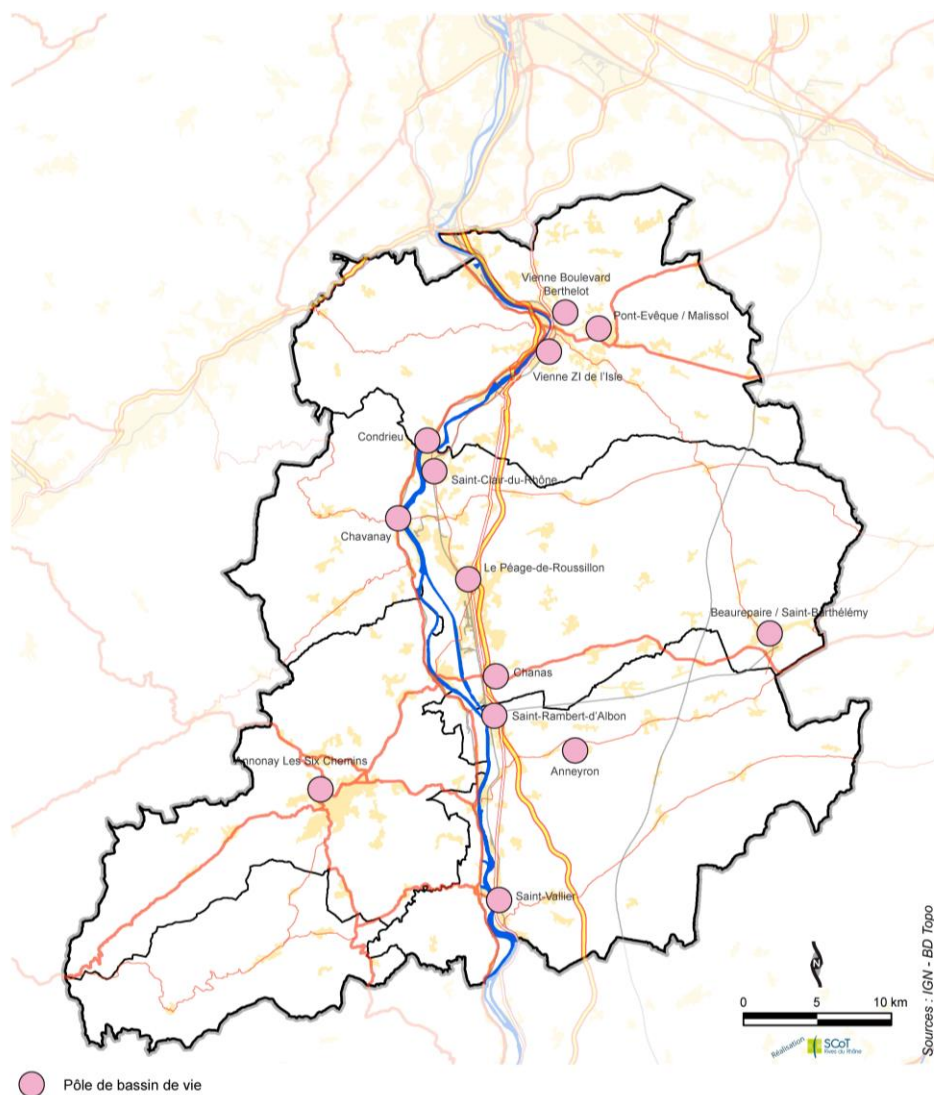 Vienne Boulevard
Berthelot
Pont-Evêque / Malissol
Vienne ZI de l'Isle
Condrieu
Saint-Clair-du-Rhône
Chavanay
Le Péage-de-Roussillon
Beaurepaire / Saint-Barthélémy
Chanas
Saint-Rambert-d'Albon
Anneyron
Annonay Les Six Chemins
Saint-Vallier
N
0 5 10 km
Réalisation
SCoT
Rives du Rhône
Sources : IGN - BD Topo
Pôle de bassin de vie